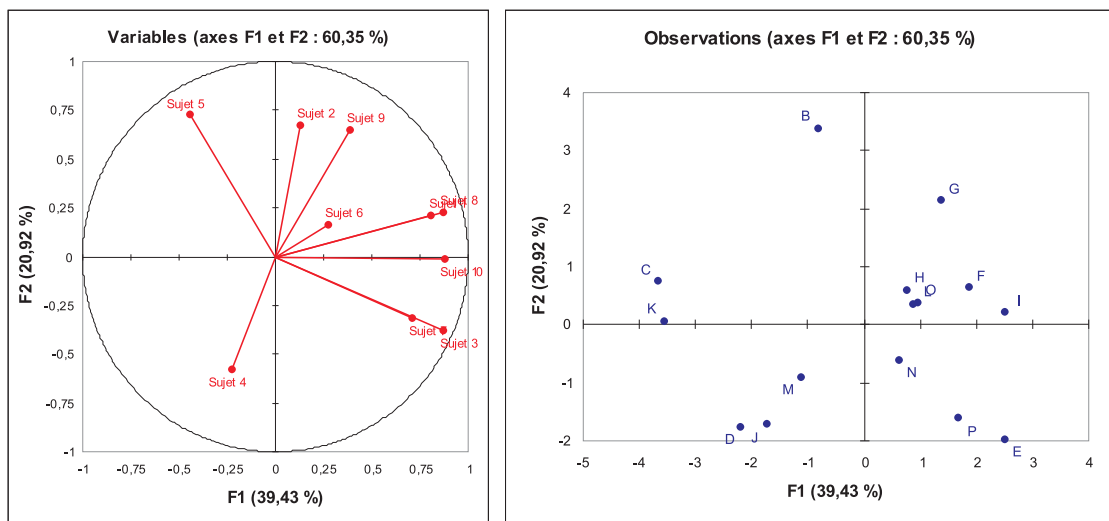 Variables (axes F1 et F2 : 60,35 %)
1
0,75
0,5
0,25
0
-0,25
-0,5
-0,75
-1
F2 (20,92 %)
Sujet 5
Sujet 2
Sujet 9
Sujet 8
Sujet
Sujet 6
Sujet 10
Sujet
Sujet 3
Sujet 4
-1 -0,75 -0,5 -0,25 0 0,25 0,5 0,75 1
F1 (39,43 %)
Observations (axes F1 et F2 : 60,35 %)
4
3
2
1
0
-1
-2
F2 (20,92 %)
B
G
C
H
L
O
F
I
K
N
M
D
J
P
E
-5 -4 -3 -2 -1 0 1 2 3 4
F1 (39,43 %)